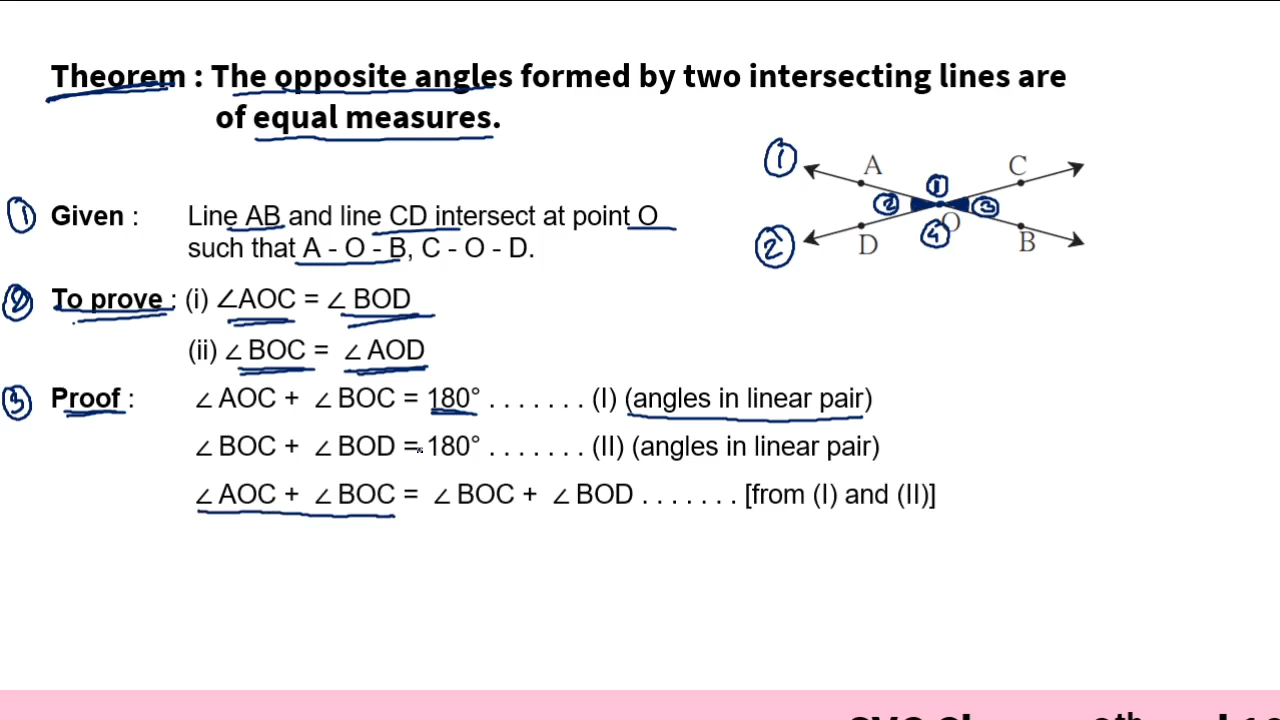 Theorem : The opposite angles formed by two intersecting lines are
of equal measures.
① A C
① Given : Line AB and line CD intersect at point O
② ③ O ④
② D B
such that A - O - B, C - O - D.
② To prove : (i) ∠AOC = ∠ BOD
(ii) ∠ BOC = ∠ AOD
③ Proof : ∠ AOC + ∠ BOC = 180° . . . . . . . (I) (angles in linear pair)
∠ BOC + ∠ BOD = 180° . . . . . . . (II) (angles in linear pair)
∠ AOC + ∠ BOC = ∠ BOC + ∠ BOD . . . . . . . [from (I) and (II)]